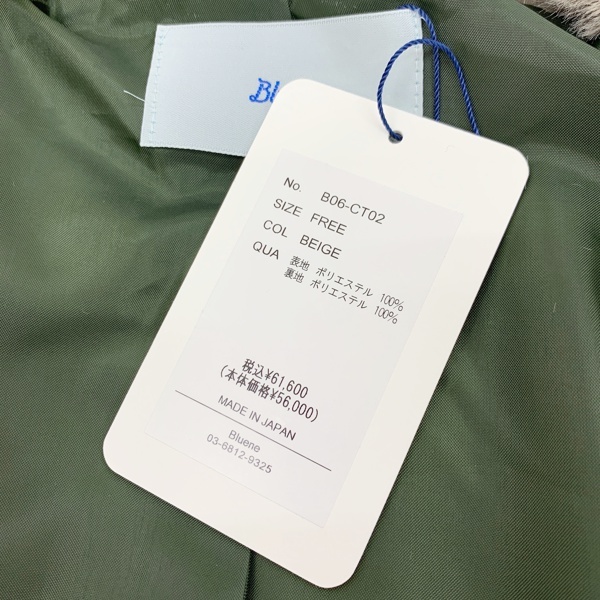 No. B06-CT02
SIZE FREE
COL BEIGE
QUA 表地 ポリエステル 100%
裏地 ポリエステル 100%
税込¥61,600
(本体価格¥56,000)
MADE IN JAPAN
Bluene
03-6812-9325